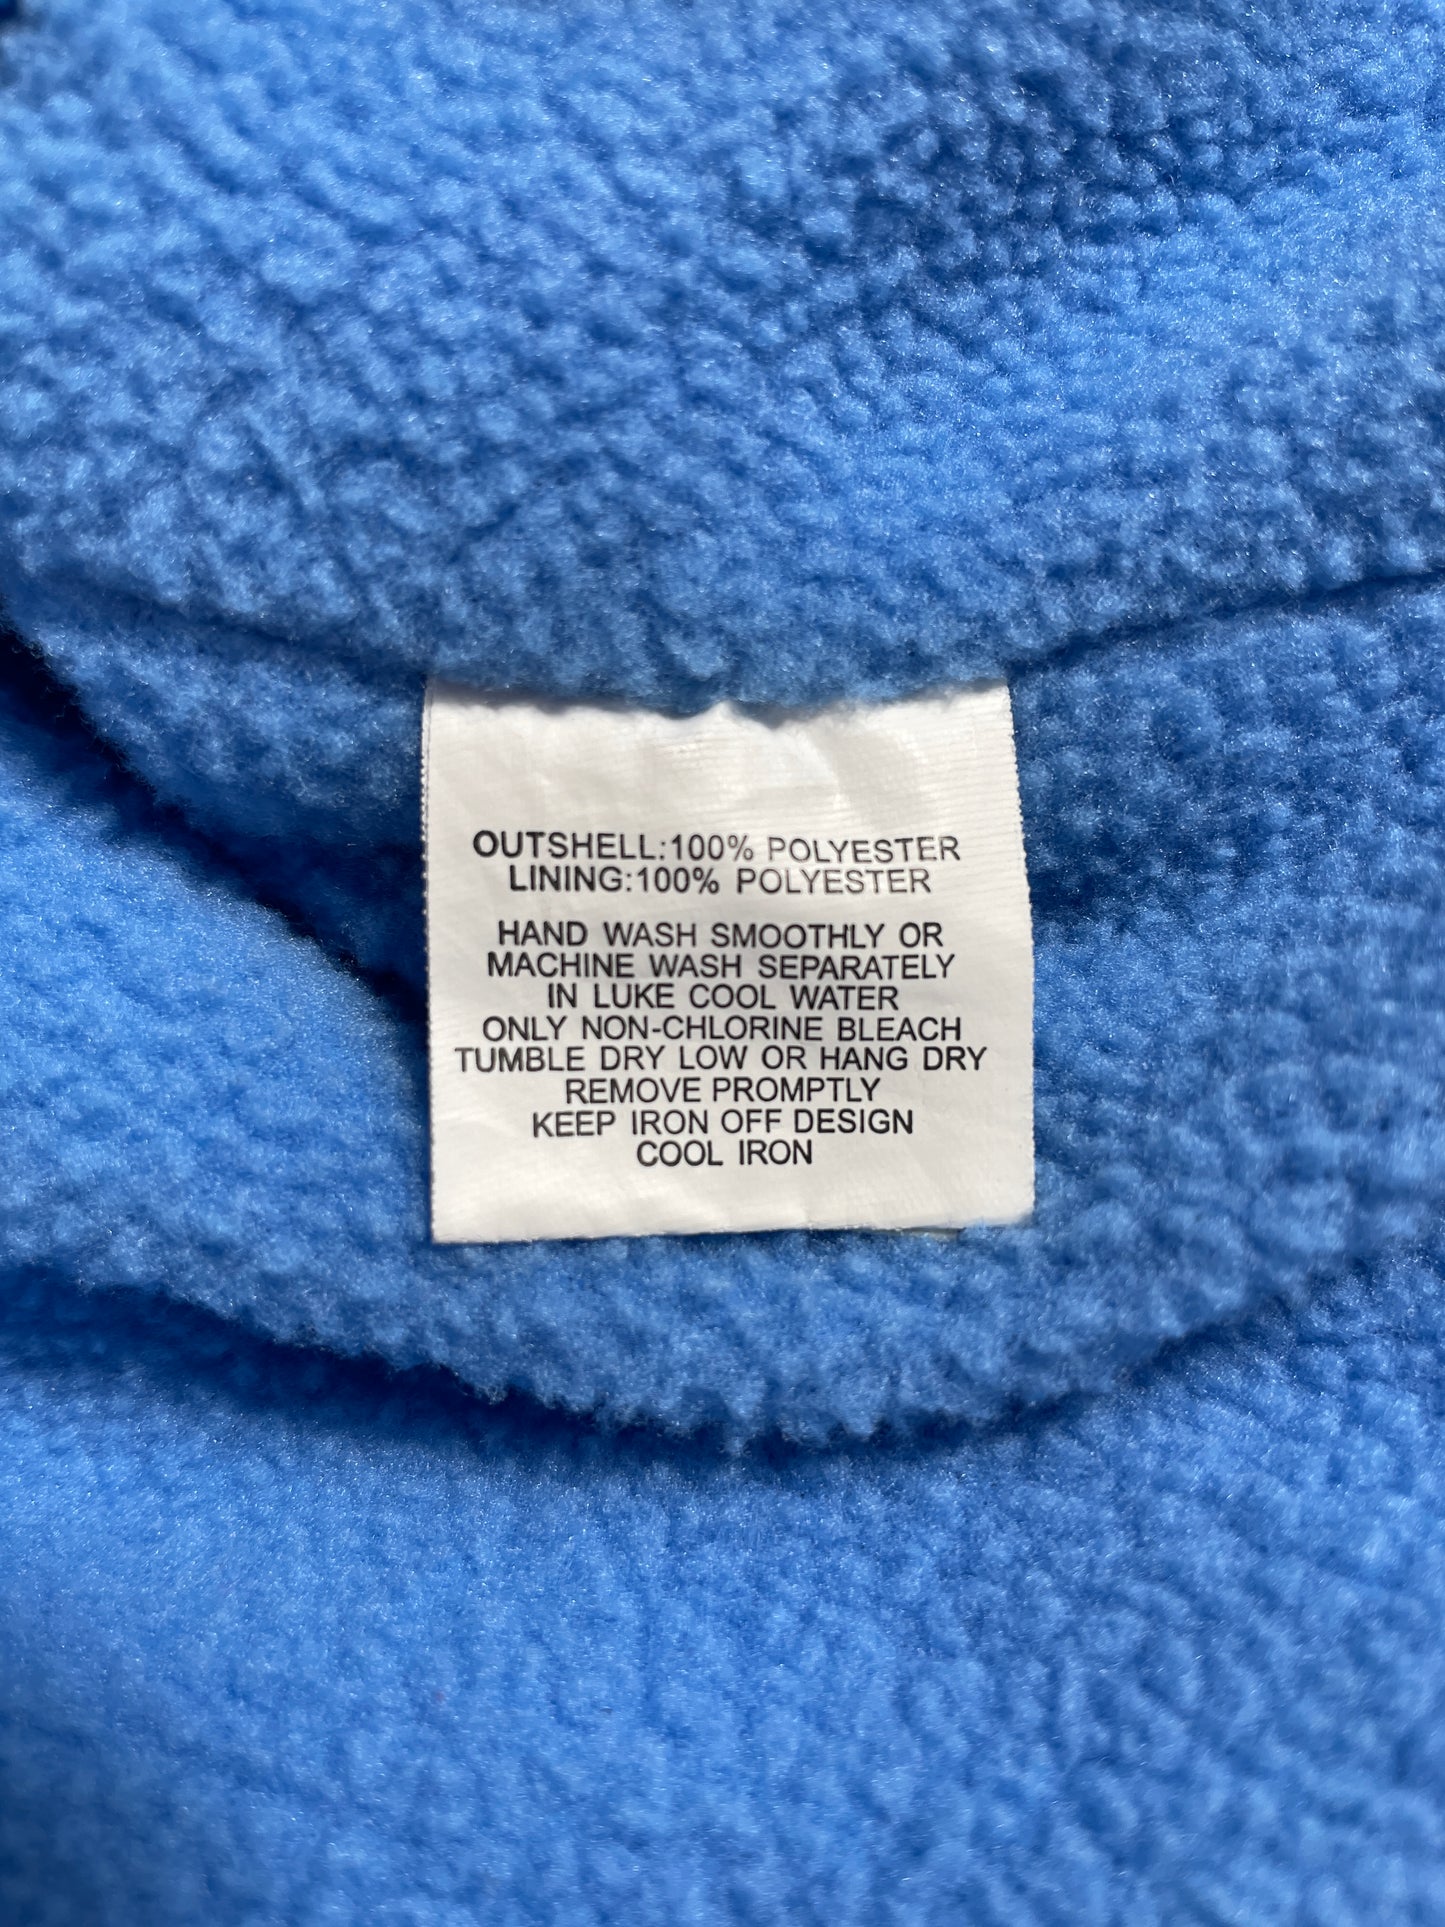 OUTSHELL:100% POLYESTER
LINING:100% POLYESTER
HAND WASH SMOOTHLY OR
MACHINE WASH SEPARATELY
IN LUKE COOL WATER
ONLY NON-CHLORINE BLEACH
TUMBLE DRY LOW OR HANG DRY
REMOVE PROMPTLY
KEEP IRON OFF DESIGN
COOL IRON